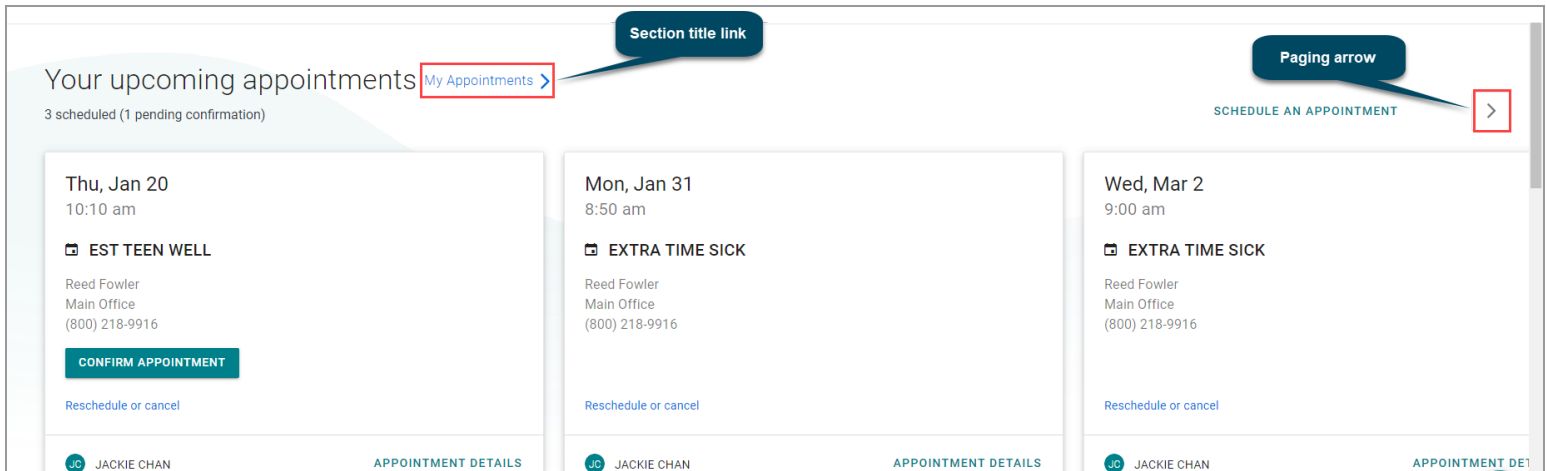 Section title link
Paging arrow
Your upcoming appointments My Appointments
3 scheduled (1 pending confirmation)
SCHEDULE AN APPOINTMENT
Thu, Jan 20
10:10 am
EST TEEN WELL
Reed Fowler
Main Office
(800) 218-9916
CONFIRM APPOINTMENT
Reschedule or cancel
JC JACKIE CHAN APPOINTMENT DETAILS
Mon, Jan 31
8:50 am
EXTRA TIME SICK
Reed Fowler
Main Office
(800) 218-9916
Reschedule or cancel
JC JACKIE CHAN APPOINTMENT DETAILS
Wed, Mar 2
9:00 am
EXTRA TIME SICK
Reed Fowler
Main Office
(800) 218-9916
Reschedule or cancel
JC JACKIE CHAN APPOINTMENT DET